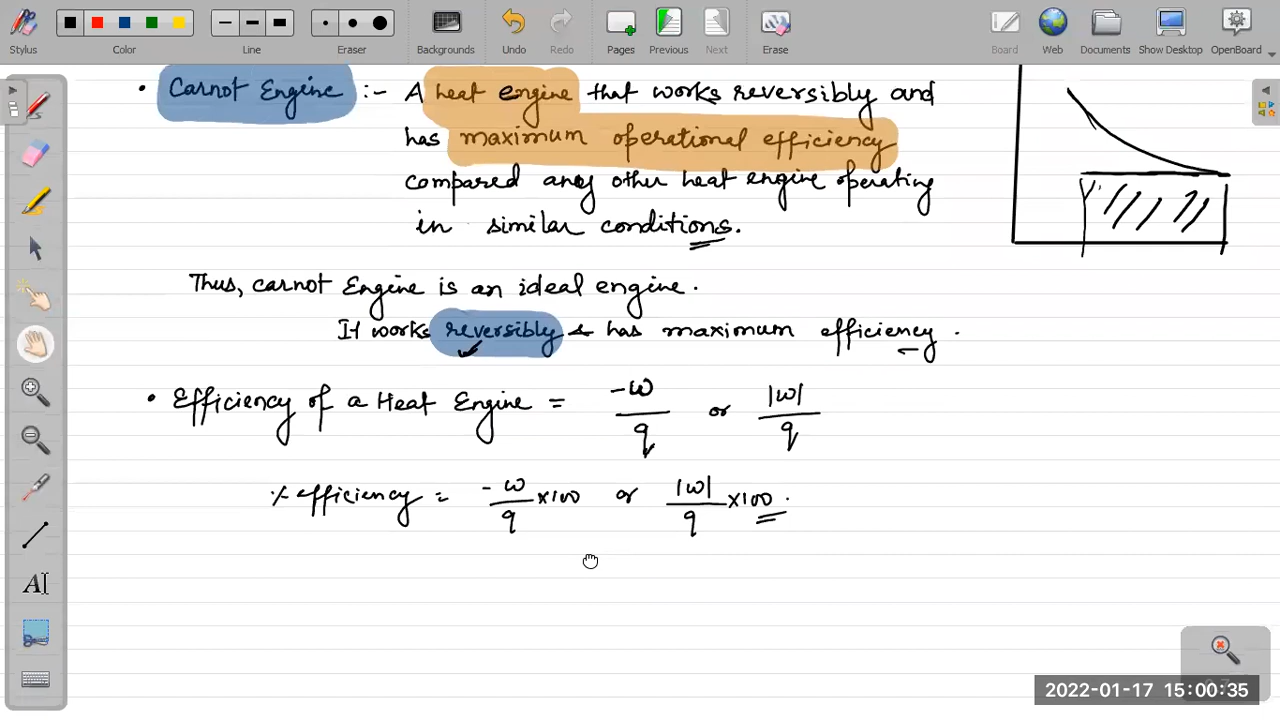 Stylus Color Line Eraser Backgrounds Undo Redo Pages Previous Next Erase Board Web Documents Show Desktop OpenBoard
• Carnot Engine :- A heat engine that works reversibly and
has maximum operational efficiency
compared any other heat engine operating
in similar conditions.
Thus, carnot Engine is an ideal engine.
It works reversibly & has maximum efficiency.
• Efficiency of a Heat Engine = -w/q or |w|/q
% efficiency = -w/q ×100 or |w|/q ×100.
AI
2022-01-17 15:00:35